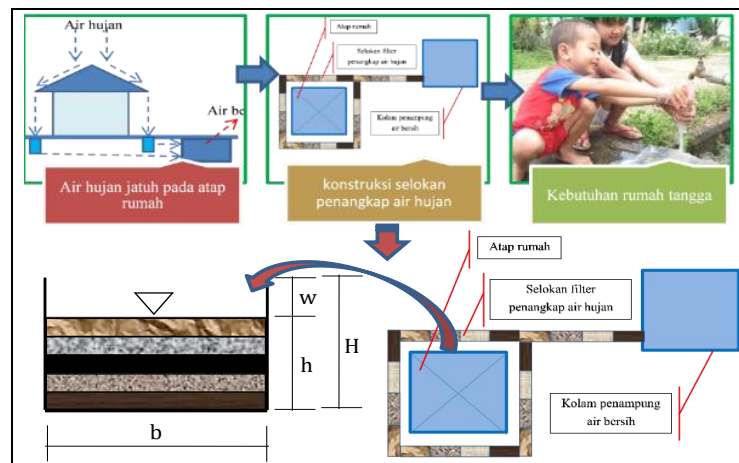 Air hujan
Air be
Air hujan jatuh pada atap
rumah
Atap rumah
Selokan filter
penangkap air hujan
Kolam penampung
air bersih
konstruksi selokan
penangkap air hujan
Kebutuhan rumah tangga
w
h
H
b
Atap rumah
Selokan filter
penangkap air hujan
Kolam penampung
air bersih